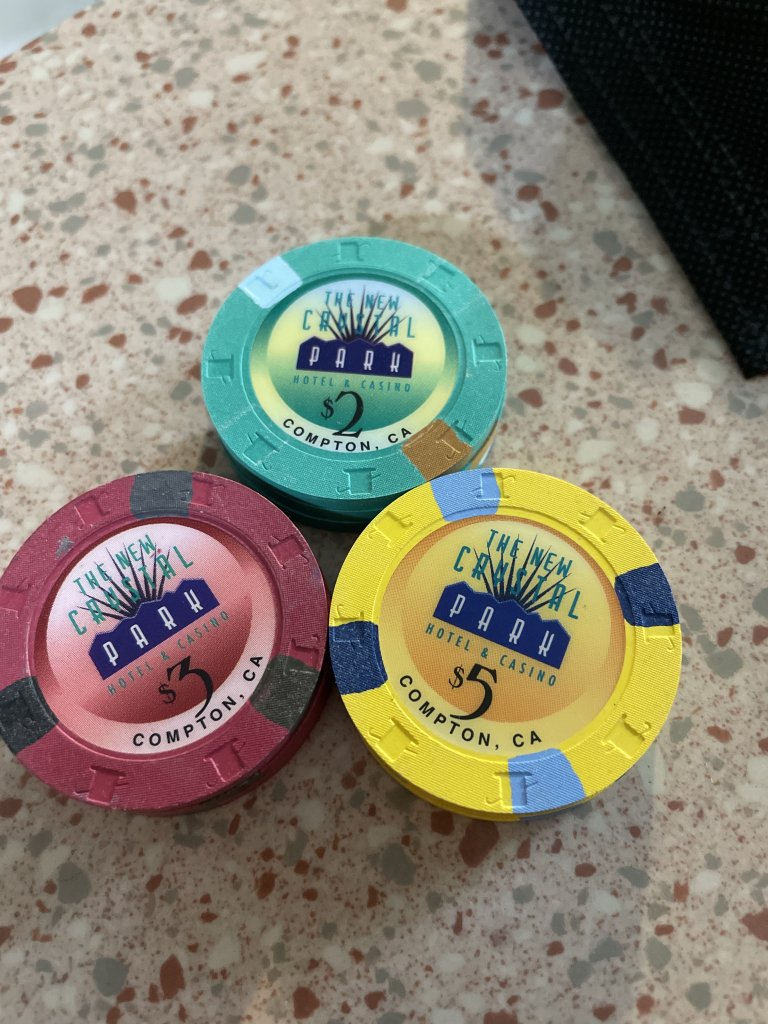 THE NEW
CRYSTAL
PARK
HOTEL & CASINO
$2
COMPTON, CA
THE NEW
CRYSTAL
PARK
HOTEL & CASINO
$3
COMPTON, CA
THE NEW
CRYSTAL
PARK
HOTEL & CASINO
$5
COMPTON, CA